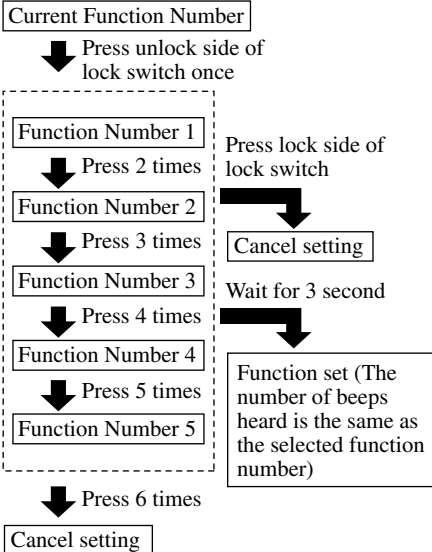 Current Function Number
Press unlock side of
lock switch once
Function Number 1
Press 2 times
Function Number 2
Press 3 times
Function Number 3
Press 4 times
Function Number 4
Press 5 times
Function Number 5
Press 6 times
Cancel setting
Press lock side of
lock switch
Cancel setting
Wait for 3 second
Function set (The
number of beeps
heard is the same as
the selected function
number)